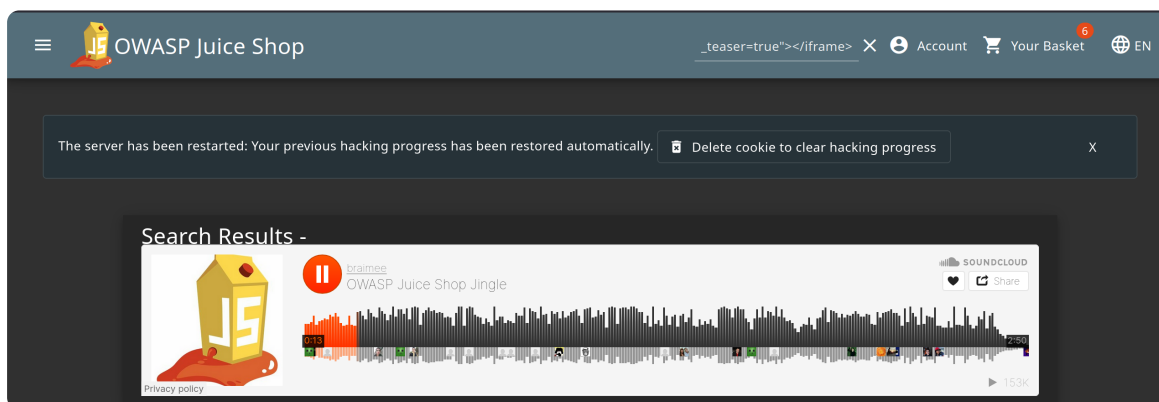 OWASP Juice Shop
_teaser=true"></iframe>
Account
6
Your Basket
EN
The server has been restarted: Your previous hacking progress has been restored automatically.
Delete cookie to clear hacking progress
X
Search Results -
JS
braimee
OWASP Juice Shop Jingle
SOUNDCLOUD
Share
0:13
2:50
Privacy policy
153K